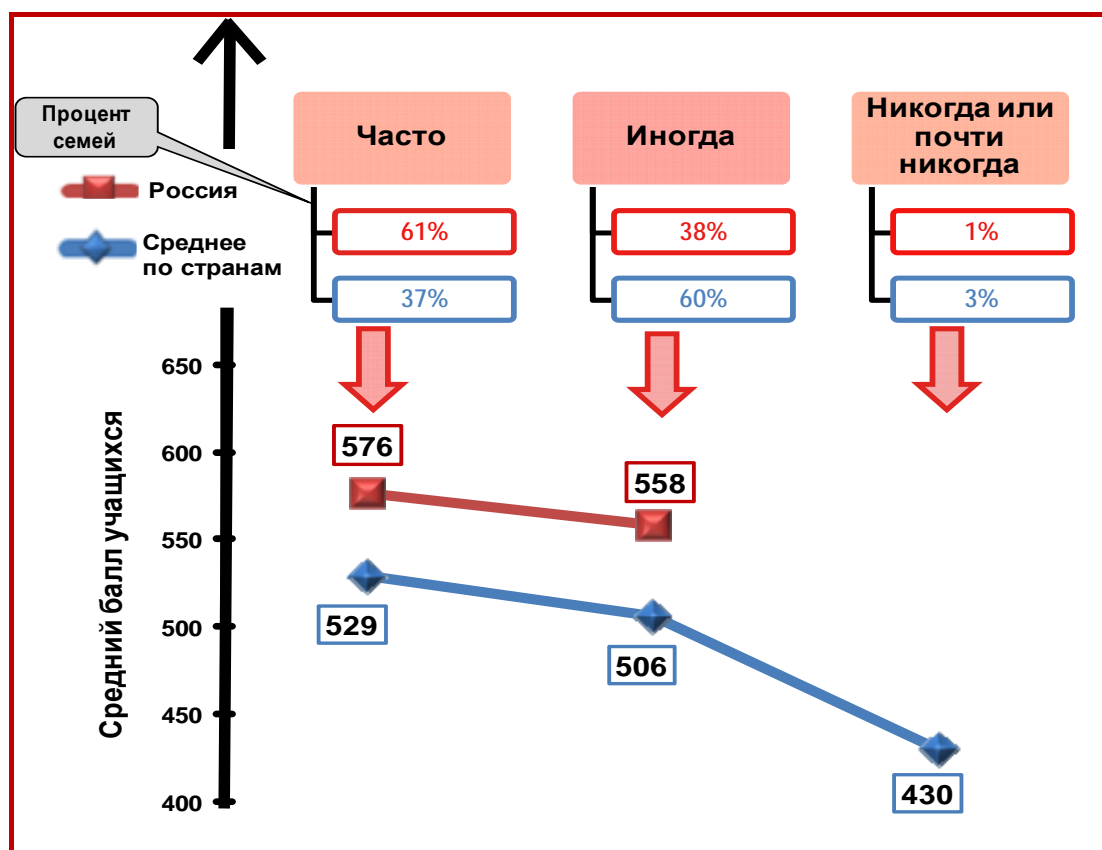 Процент
семей
Часто
Иногда
Никогда или
почти
никогда
Россия
61%
38%
1%
Среднее
по странам
37%
60%
3%
Средний балл учащихся
650
600
550
500
450
400
576
558
529
506
430